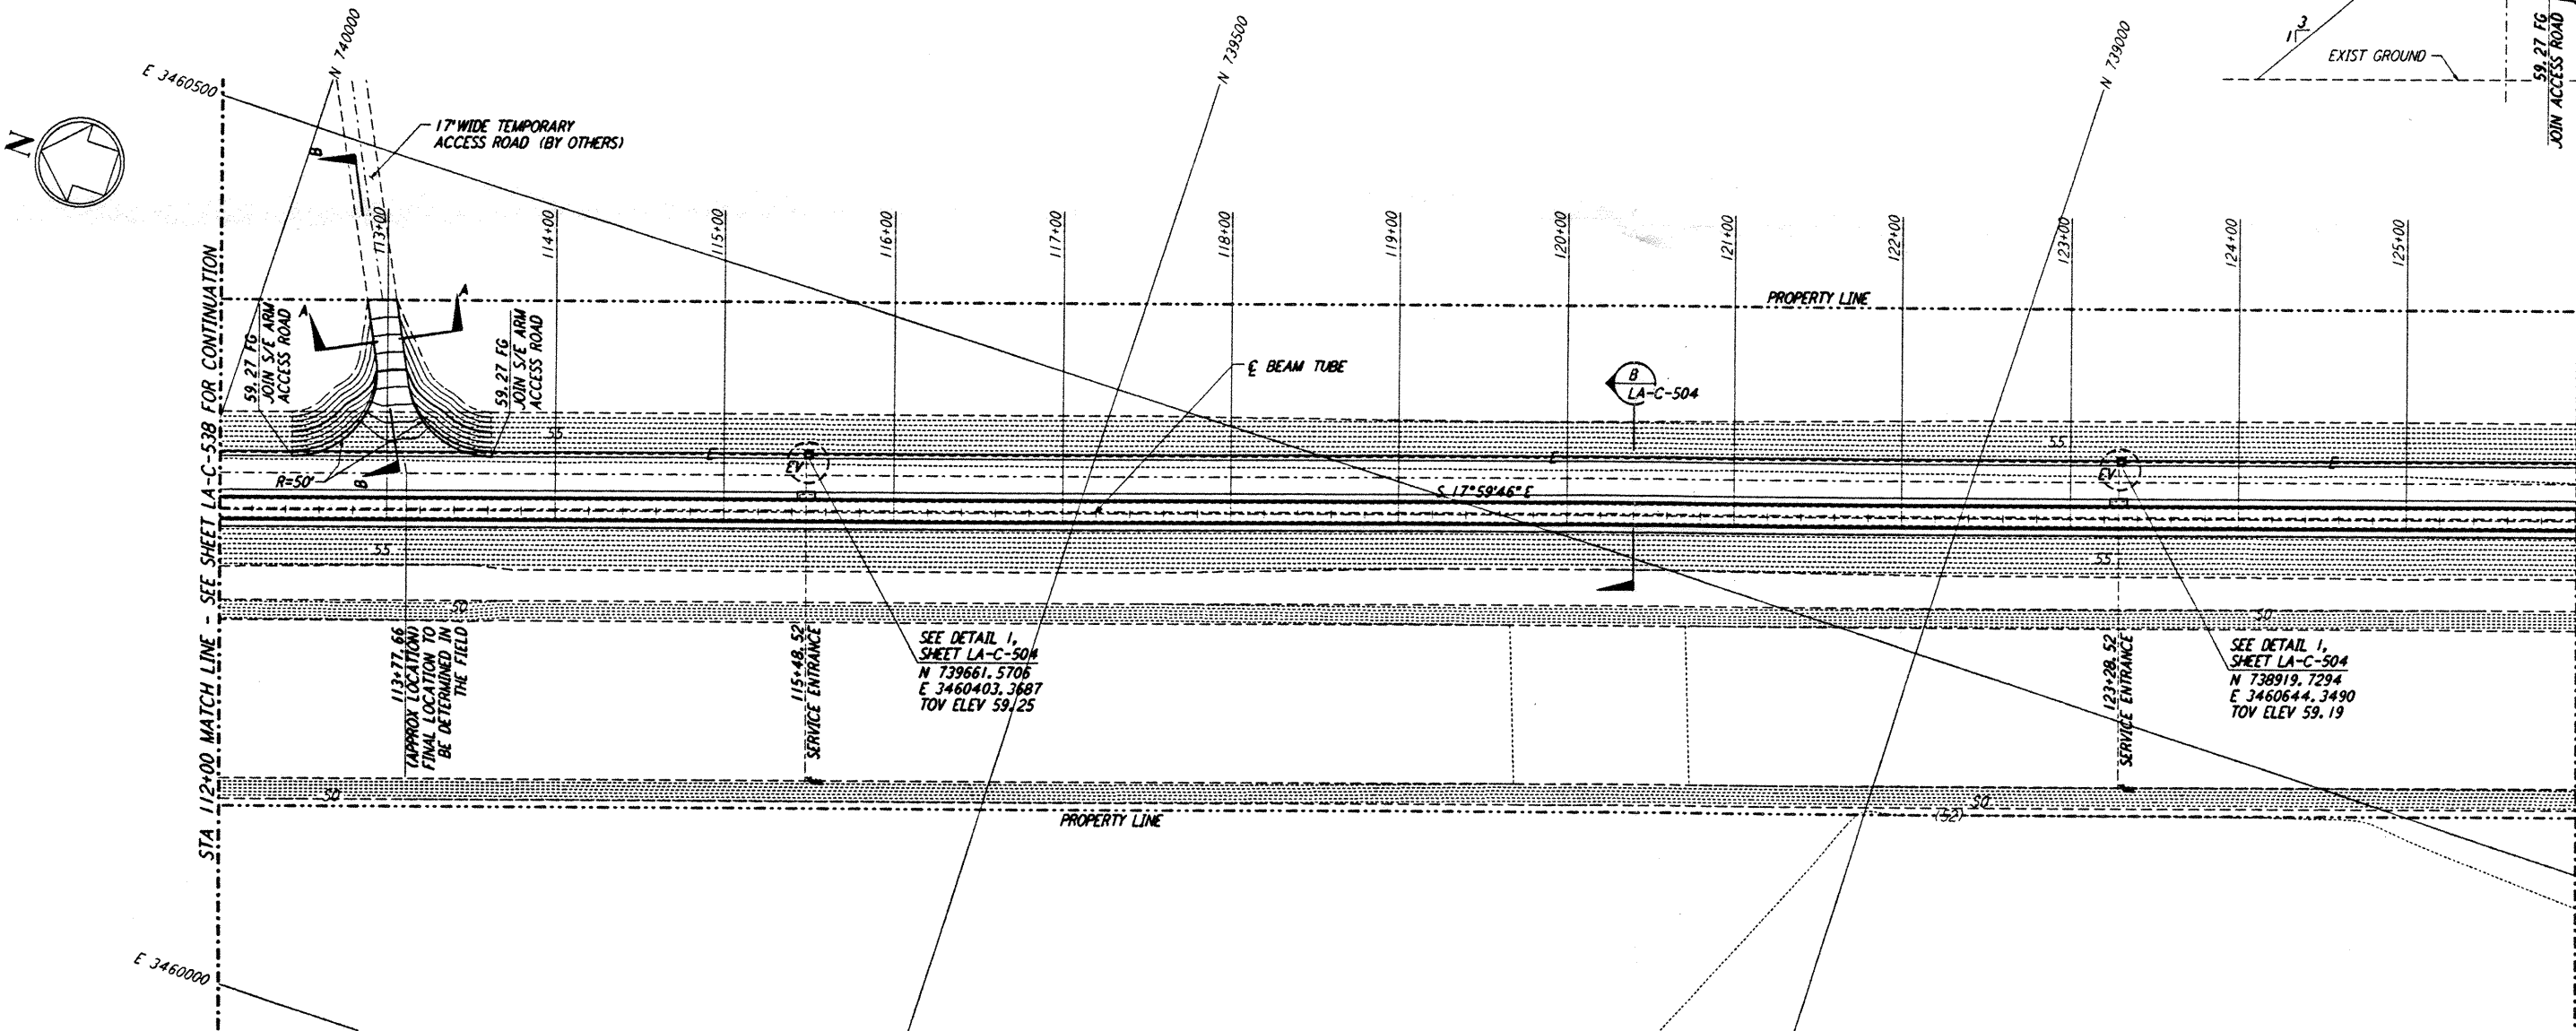 N 740000
N 739500
N 739000
E 3460500
N
17' WIDE TEMPORARY
ACCESS ROAD (BY OTHERS)
B
3
1
EXIST GROUND
59.27 FG
JOIN ACCESS ROAD
113+00
114+00
115+00
116+00
117+00
118+00
119+00
120+00
121+00
122+00
123+00
124+00
125+00
STA 112+00 MATCH LINE - SEE SHEET LA-C-538 FOR CONTINUATION
PROPERTY LINE
A
A
59.27 FG
JOIN S/E ARM
ACCESS ROAD
59.27 FG
JOIN S/E ARM
ACCESS ROAD
℄ BEAM TUBE
B
LA-C-504
55
55
E
E
E
EV
EV
R=50'
B
S 17°59'46" E
55
55
50
50
113+77.66
(APPROX LOCATION)
FINAL LOCATION TO
BE DETERMINED IN
THE FIELD
115+48.52
SERVICE ENTRANCE
SEE DETAIL 1,
SHEET LA-C-504
N 739661.5706
E 3460403.3687
TOV ELEV 59.25
123+28.52
SERVICE ENTRANCE
SEE DETAIL 1,
SHEET LA-C-504
N 738919.7294
E 3460644.3490
TOV ELEV 59.19
50
50
(52)
PROPERTY LINE
E 3460000